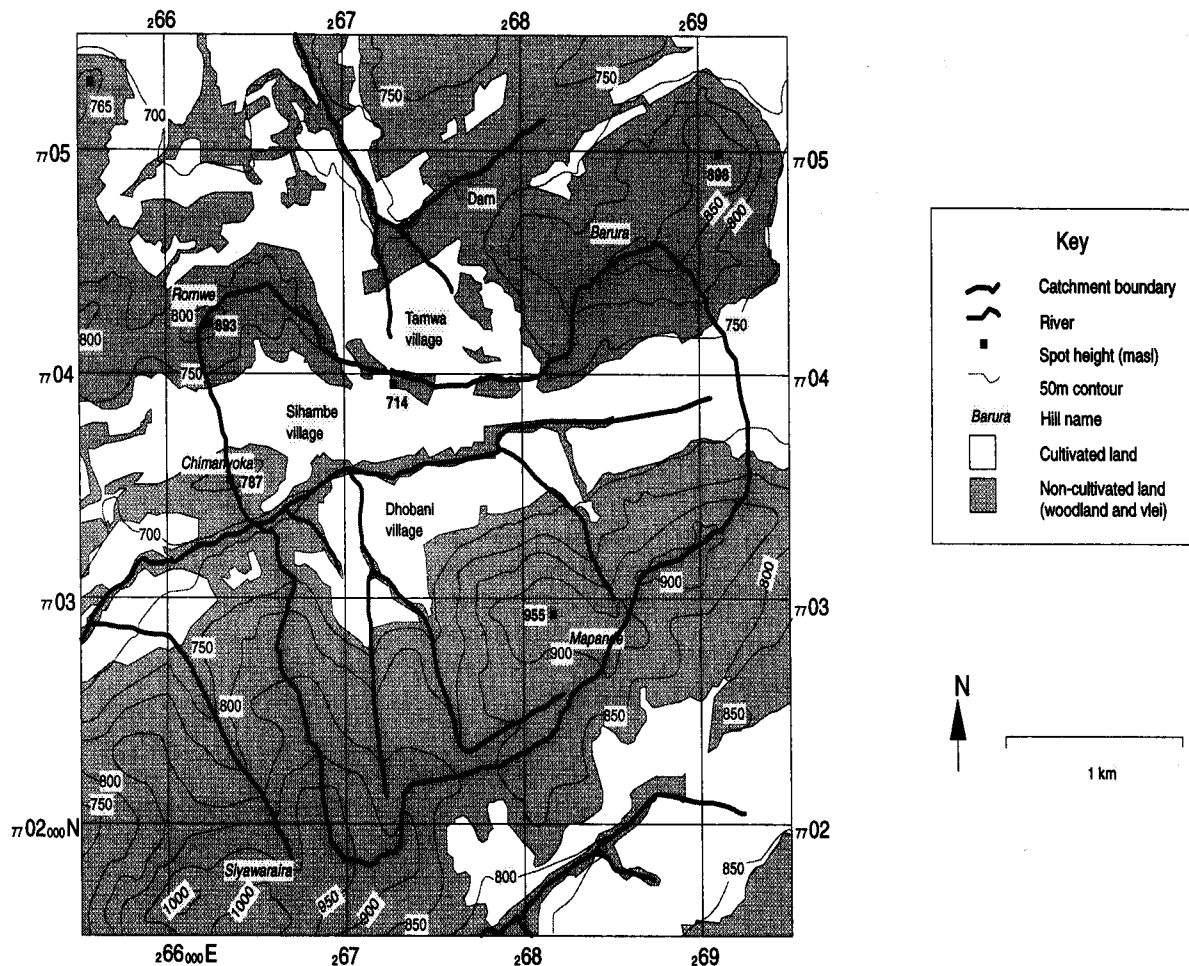 266 267 268 269
765
700
750
750
7705 7705
898
Dam
850
800
Barura
Romwe
800
893
800
Tamwa
village
750
750
7704 7704
714
Sihambe
village
Chimanyoka
787
Dhobani
village
700
900
800
7703 7703
955
Mapande
750
900
800
850
850
800
750
7702000N 7702
Siyawaraira
800
850
1000
1000
950
900
850
266000E 267 268 269
Key
Catchment boundary
River
Spot height (masl)
50m contour
Barura Hill name
Cultivated land
Non-cultivated land
(woodland and vlei)
N
1 km